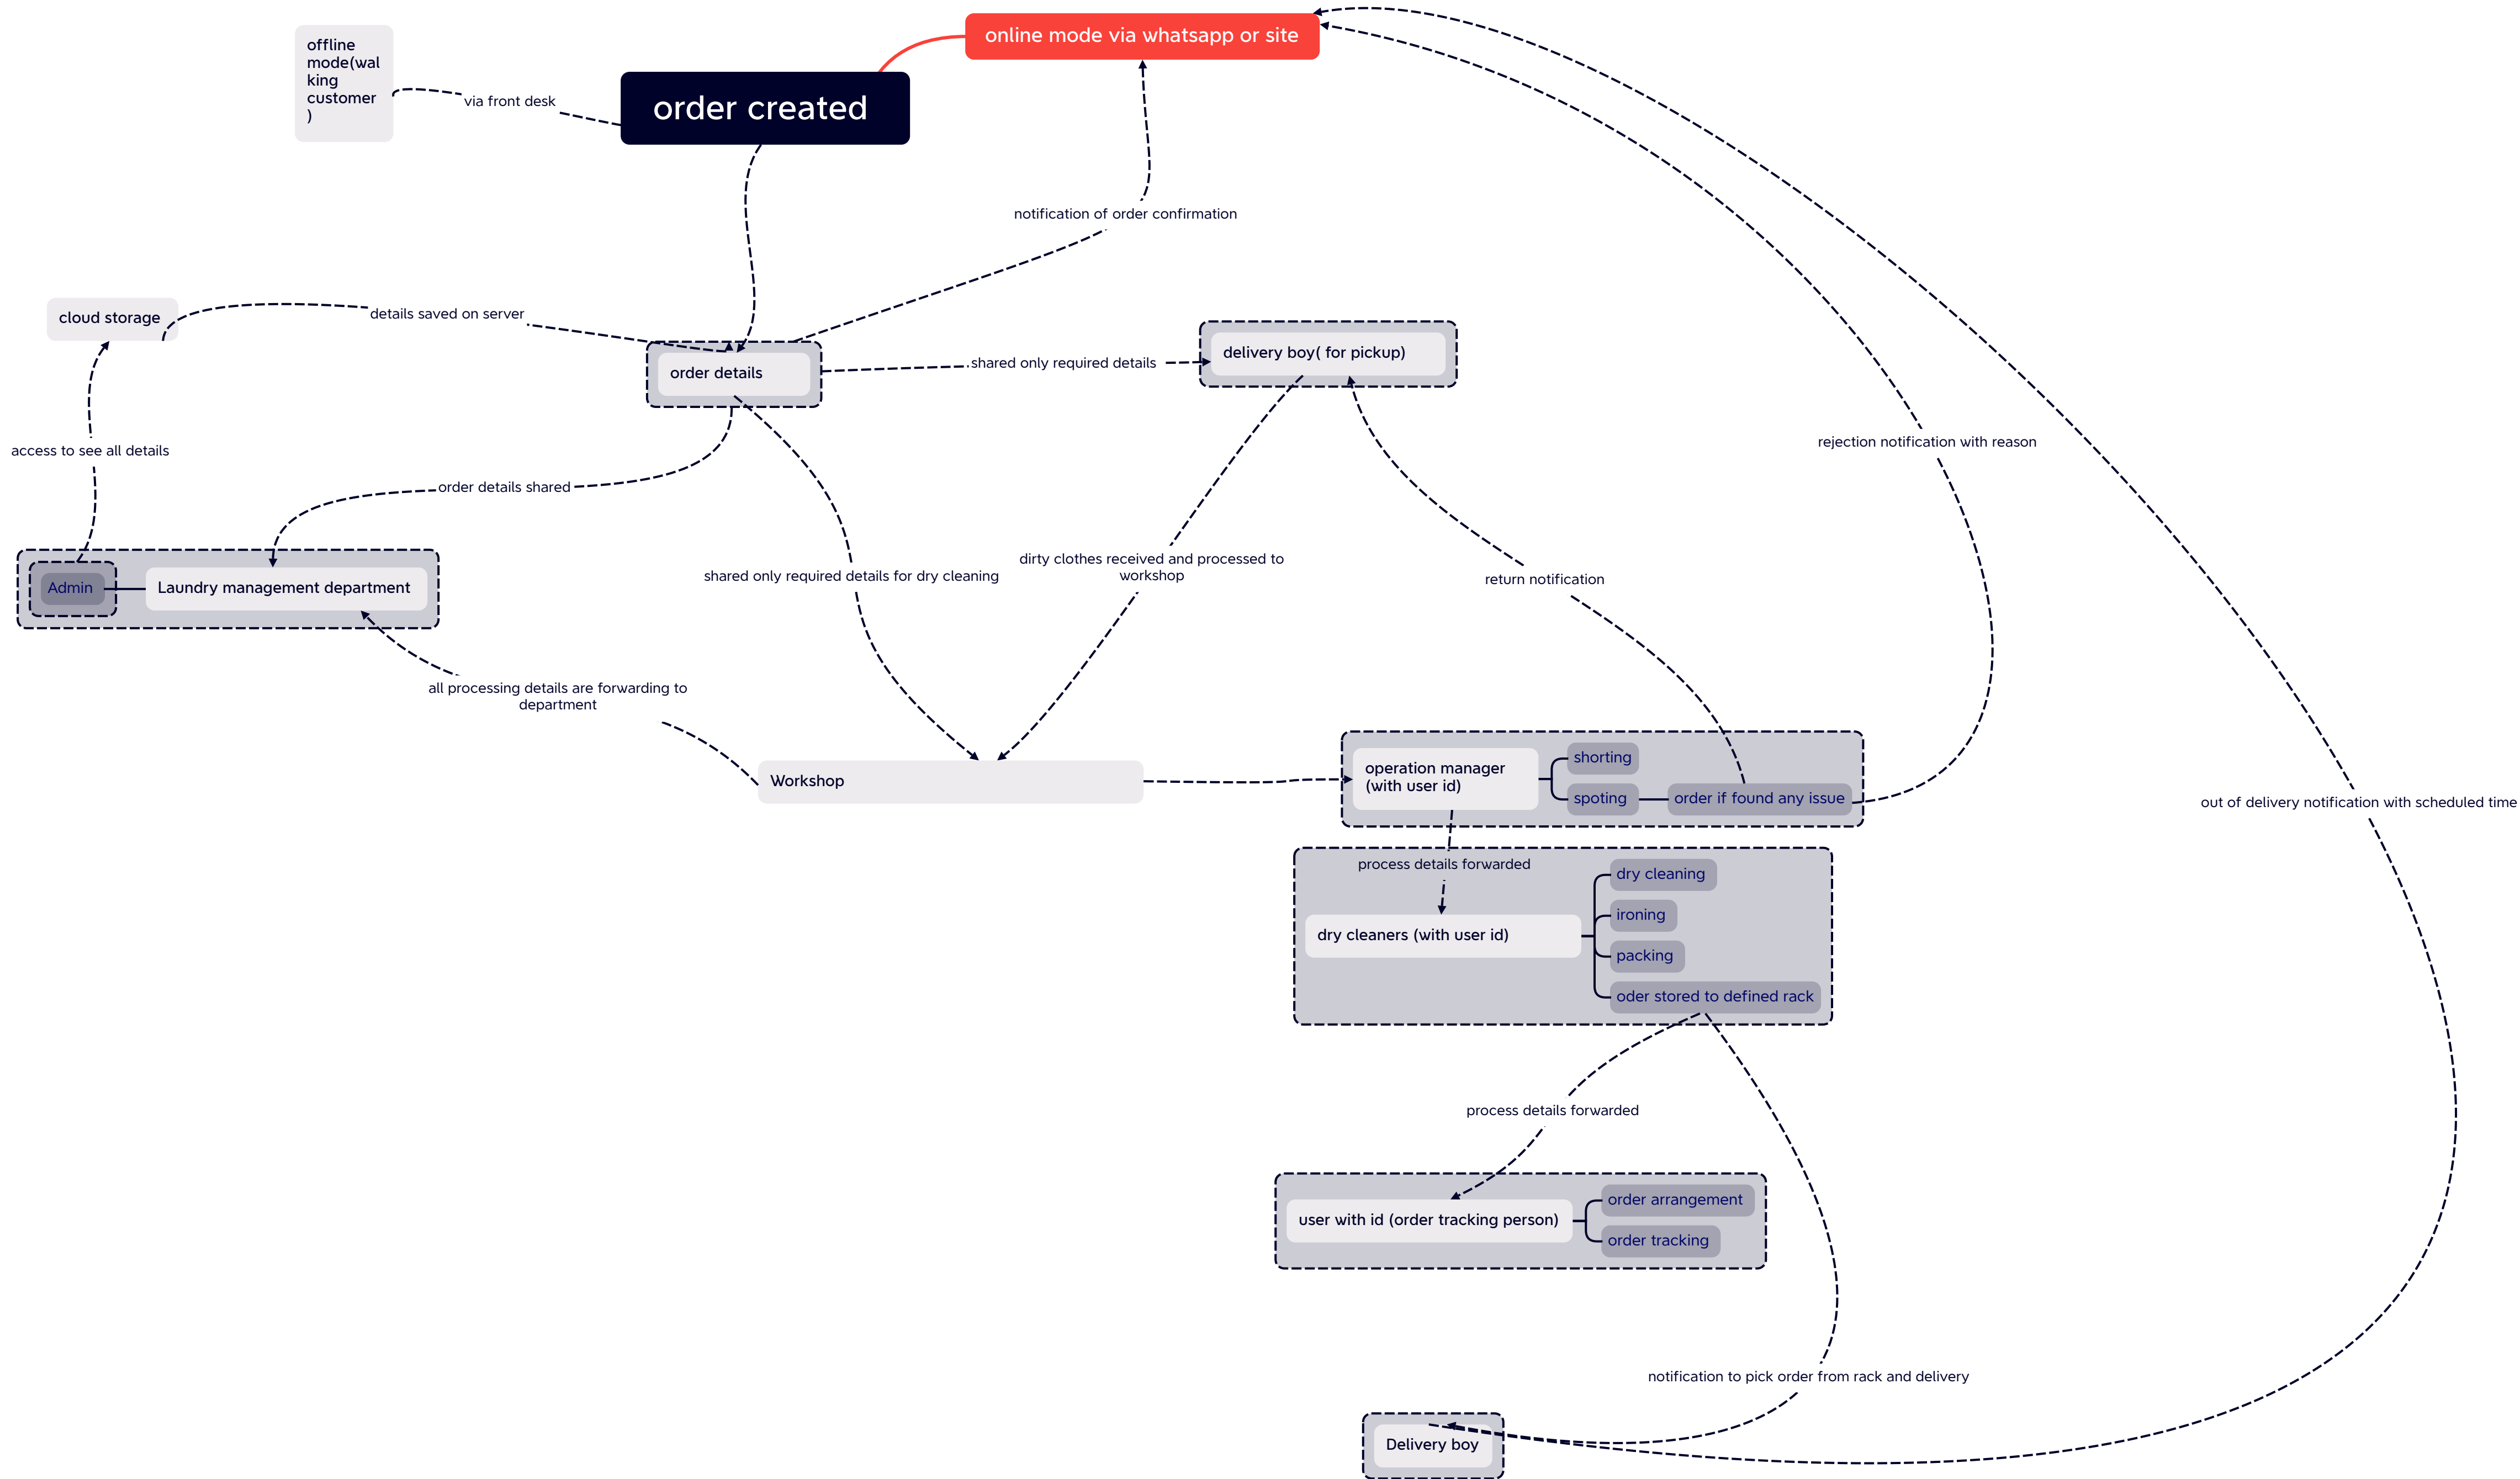 online mode via whatsapp or site
offline
mode(wal
king
customer
)
via front desk
order created
notification of order confirmation
cloud storage
details saved on server
order details
shared only required details
delivery boy( for pickup)
access to see all details
rejection notification with reason
order details shared
dirty clothes received and processed to
workshop
shared only required details for dry cleaning
return notification
Admin
Laundry management department
all processing details are forwarding to
department
Workshop
operation manager
(with user id)
shorting
spoting
order if found any issue
out of delivery notification with scheduled time
process details forwarded
dry cleaners (with user id)
dry cleaning
ironing
packing
oder stored to defined rack
process details forwarded
user with id (order tracking person)
order arrangement
order tracking
notification to pick order from rack and delivery
Delivery boy